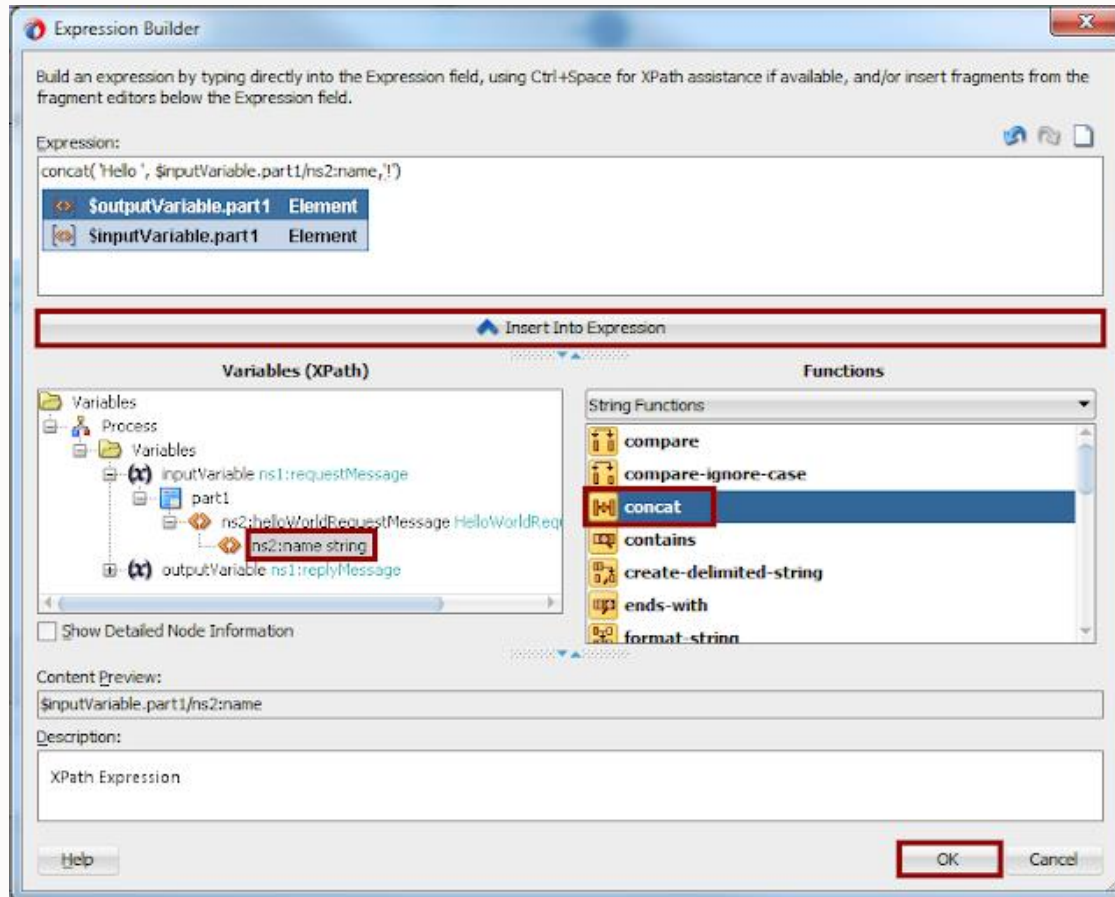 Expression Builder
Build an expression by typing directly into the Expression field, using Ctrl+Space for XPath assistance if available, and/or insert fragments from the
fragment editors below the Expression field.
Expression:
concat( 'Hello ', $inputVariable.part1/ns2:name,'!')
$outputVariable.part1 Element
$inputVariable.part1 Element
Insert Into Expression
Variables (XPath)
Variables
Process
Variables
(x) inputVariable ns1:requestMessage
part1
ns2:helloWorldRequestMessage HelloWorldReq
ns2:name string
(x) outputVariable ns1:replyMessage
Show Detailed Node Information
Functions
String Functions
compare
compare-ignore-case
concat
contains
create-delimited-string
ends-with
format-string
Content Preview:
$inputVariable.part1/ns2:name
Description:
XPath Expression
Help
OK
Cancel